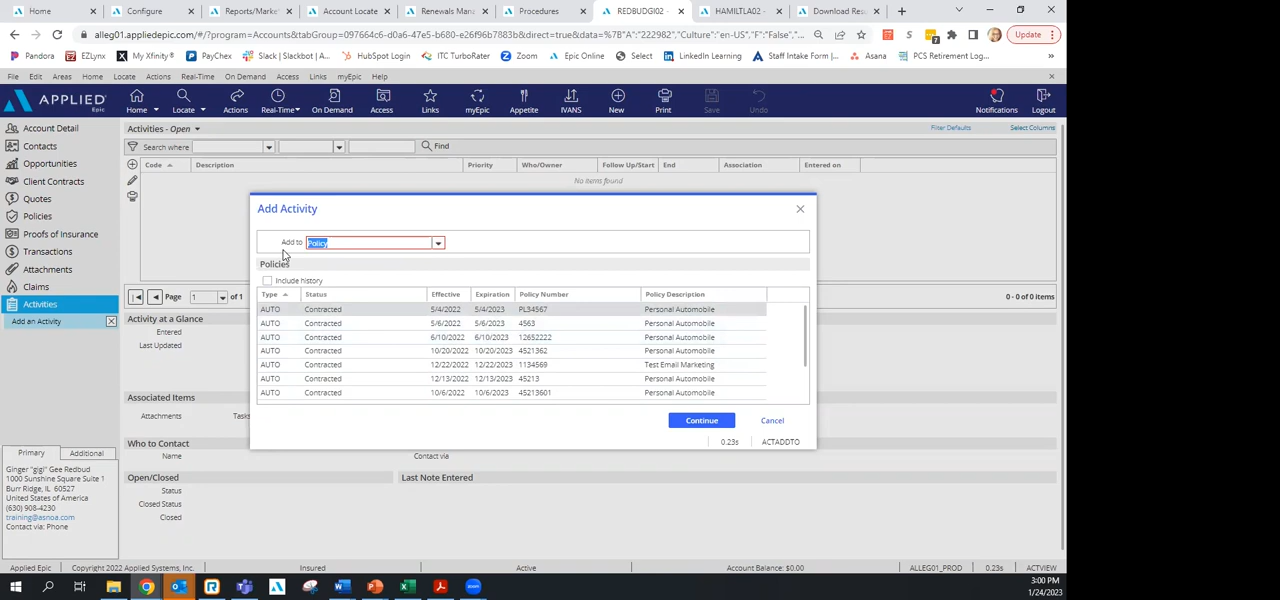 Home
Configure
Reports/Marke
Account Locate
Renewals Mana
Procedures
REDBUDGI02 -
HAMILTLA02 -
Download Resu
alleg01.appliedepic.com/#/?program=Accounts&tabGroup=097664c6-d0a6-47e5-b680-e26f96b7883b&direct=true&data=%7B"A":"222982","Culture":"en-US","F":"False",...
Update
Pandora
EZLynx
My Xfinity®
PayChex
Slack | Slackbot |...
HubSpot Login
ITC TurboRater
Zoom
Epic Online
Select
LinkedIn Learning
Staff Intake Form |...
Asana
PCS Retirement Log...
File Edit Areas Home Locate Actions Real-Time On Demand Access Links myEpic Help
APPLIED
Epic
Home
Locate
Actions
Real-Time
On Demand
Access
Links
myEpic
Appetite
IVANS
New
Print
Save
Undo
Notifications
Logout
Account Detail
Contacts
Opportunities
Client Contracts
Quotes
Policies
Proofs of Insurance
Transactions
Attachments
Claims
Activities
Add an Activity
Activities - Open
Filter Defaults
Select Columns
Search where
Find
Code Description Priority Who/Owner Follow Up/Start End Association Entered on
No items found
Add Activity
Add to Policy
Policies
Include history
Type Status Effective Expiration Policy Number Policy Description
AUTO Contracted 5/4/2022 5/4/2023 PL34567 Personal Automobile
AUTO Contracted 5/6/2022 5/6/2023 4563 Personal Automobile
AUTO Contracted 6/10/2022 6/10/2023 12652222 Personal Automobile
AUTO Contracted 10/20/2022 10/20/2023 4521362 Personal Automobile
AUTO Contracted 12/22/2022 12/22/2023 1134569 Test Email Marketing
AUTO Contracted 12/13/2022 12/13/2023 45213 Personal Automobile
AUTO Contracted 10/6/2022 10/6/2023 45213601 Personal Automobile
Continue
Cancel
0.23s
ACTADDTO
Page 1 of 1
0 - 0 of 0 items
Activity at a Glance
Entered
Last Updated
Associated Items
Attachments
Tasks
Who to Contact
Name
Contact via
Open/Closed
Last Note Entered
Status
Closed Status
Closed
Primary
Additional
Ginger "gigi" Gee Redbud
1000 Sunshine Square Suite 1
Burr Ridge, IL 60527
United States of America
(630) 908-4230
training@asnoa.com
Contact via: Phone
Applied Epic
Copyright 2022 Applied Systems, Inc.
Insured
Active
Account Balance: $0.00
ALLEG01_PROD
0.23s
ACTVIEW
3:00 PM
1/24/2023